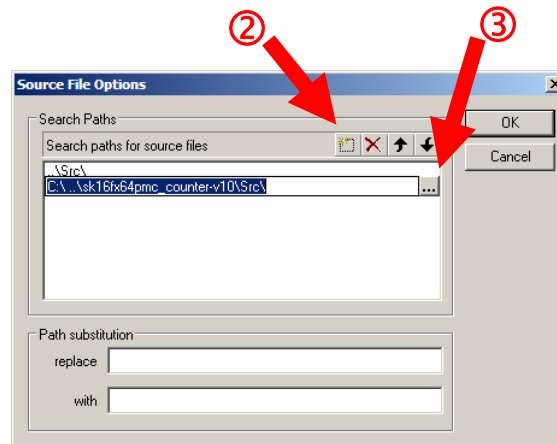 ② ③
Source File Options
Search Paths
Search paths for source files
..\Src\
C:\ ..\sk16fx64pmc_counter-v10\Src\
...
OK
Cancel
Path substitution
replace
with